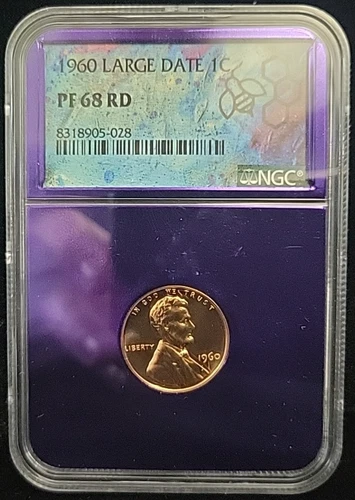 1960 LARGE DATE 1C
PF 68 RD
8318905-028
NGC®
IN GOD WE TRUST
LIBERTY
1960